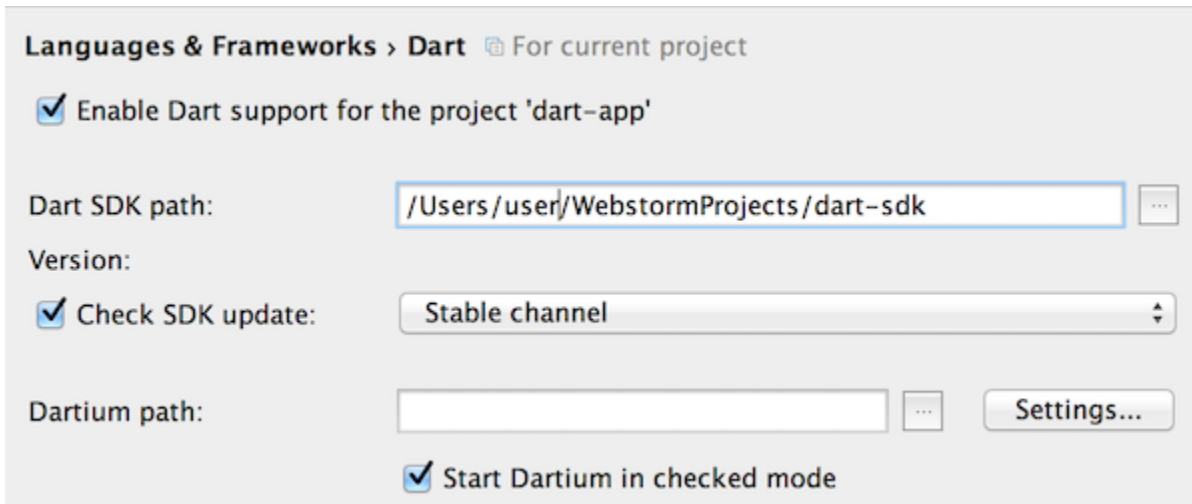 Languages & Frameworks › Dart For current project
Enable Dart support for the project 'dart-app'
Dart SDK path: /Users/user/WebstormProjects/dart-sdk ...
Version:
Check SDK update: Stable channel
Dartium path: ... Settings...
Start Dartium in checked mode